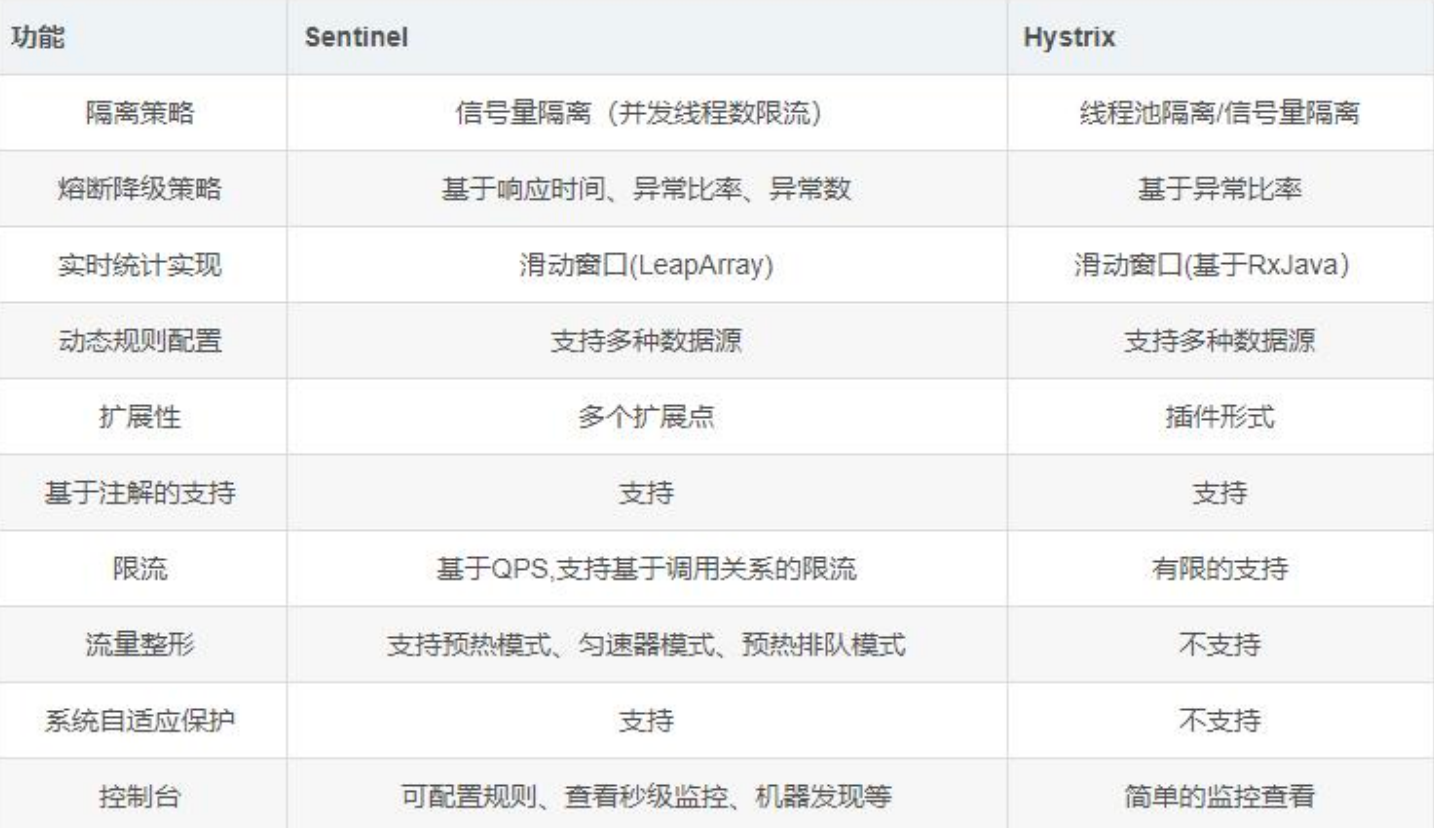 功能 Sentinel Hystrix
隔离策略 信号量隔离（并发线程数限流） 线程池隔离/信号量隔离
熔断降级策略 基于响应时间、异常比率、异常数 基于异常比率
实时统计实现 滑动窗口(LeapArray) 滑动窗口(基于RxJava）
动态规则配置 支持多种数据源 支持多种数据源
扩展性 多个扩展点 插件形式
基于注解的支持 支持 支持
限流 基于QPS,支持基于调用关系的限流 有限的支持
流量整形 支持预热模式、匀速器模式、预热排队模式 不支持
系统自适应保护 支持 不支持
控制台 可配置规则、查看秒级监控、机器发现等 简单的监控查看